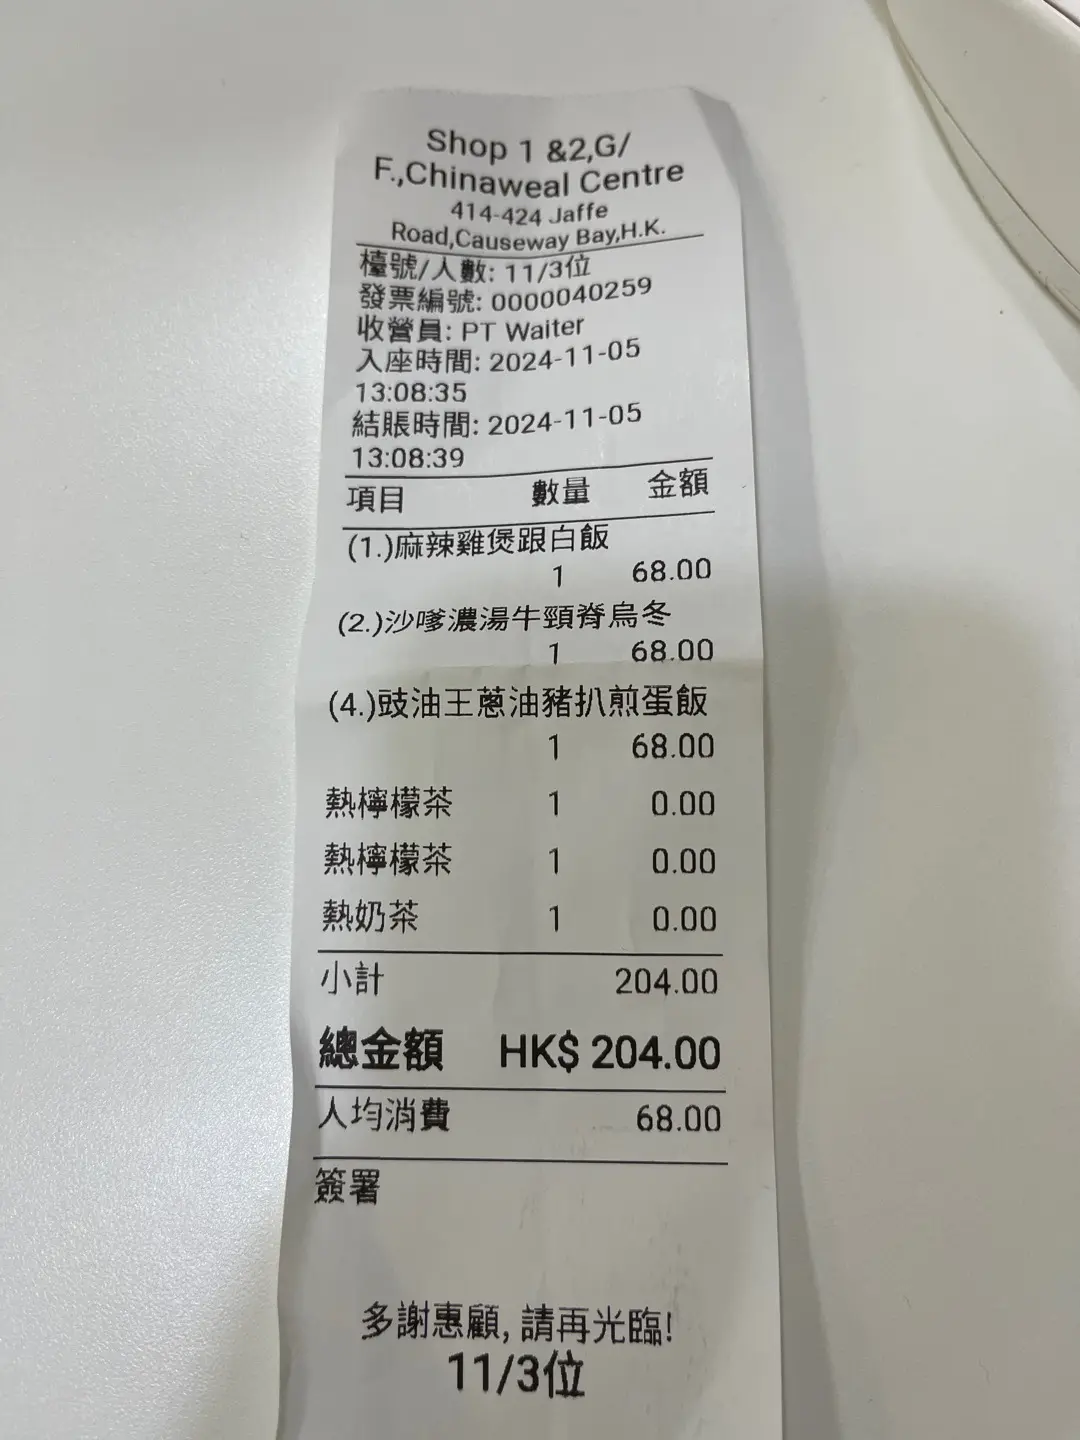 Shop 1 &2,G/
F.,Chinaweal Centre
414-424 Jaffe
Road,Causeway Bay,H.K.
檯號/人數: 11/3位
發票編號: 0000040259
收營員: PT Waiter
入座時間: 2024-11-05
13:08:35
結賬時間: 2024-11-05
13:08:39
項目 數量 金額
(1.)麻辣雞煲跟白飯
1 68.00
(2.)沙嗲濃湯牛頸脊烏冬
1 68.00
(4.)豉油王蔥油豬扒煎蛋飯
1 68.00
熱檸檬茶 1 0.00
熱檸檬茶 1 0.00
熱奶茶 1 0.00
小計 204.00
總金額 HK$ 204.00
人均消費 68.00
簽署
多謝惠顧, 請再光臨!
11/3位